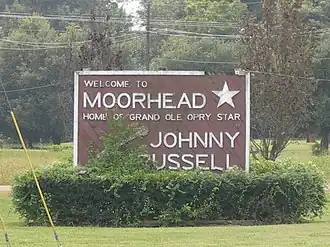 WELCOME TO
MOORHEAD
HOME OF GRAND OLE OPRY STAR
JOHNNY
USSELL